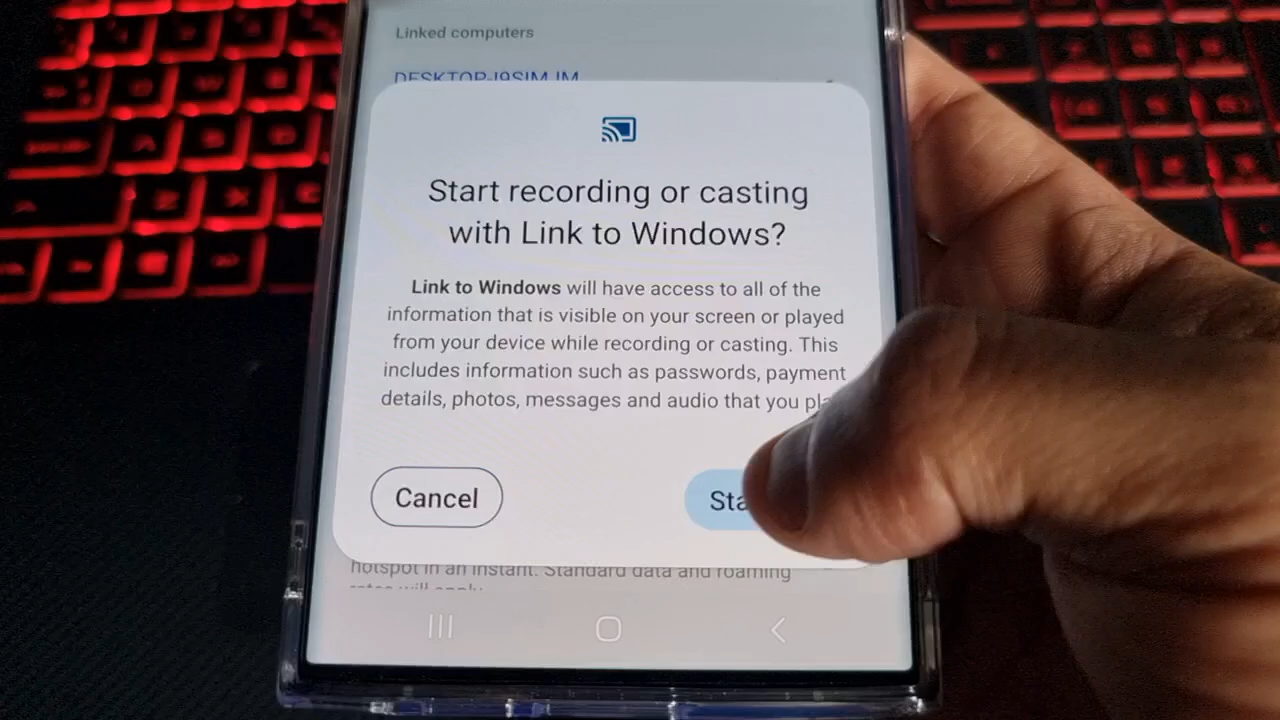 Linked computers
Start recording or casting
with Link to Windows?
Link to Windows will have access to all of the
information that is visible on your screen or played
from your device while recording or casting. This
includes information such as passwords, payment
details, photos, messages and audio that you
Cancel
hotspot in an instant. Standard data and roaming